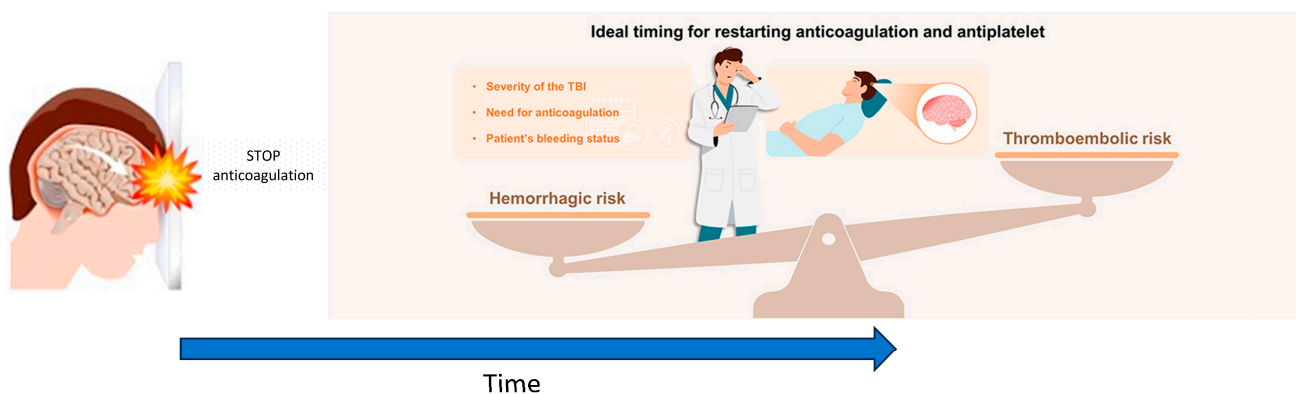 Ideal timing for restarting anticoagulation and antiplatelet
• Severity of the TBI
• Need for anticoagulation
• Patient's bleeding status
STOP
anticoagulation
Thromboembolic risk
Hemorrhagic risk
Time